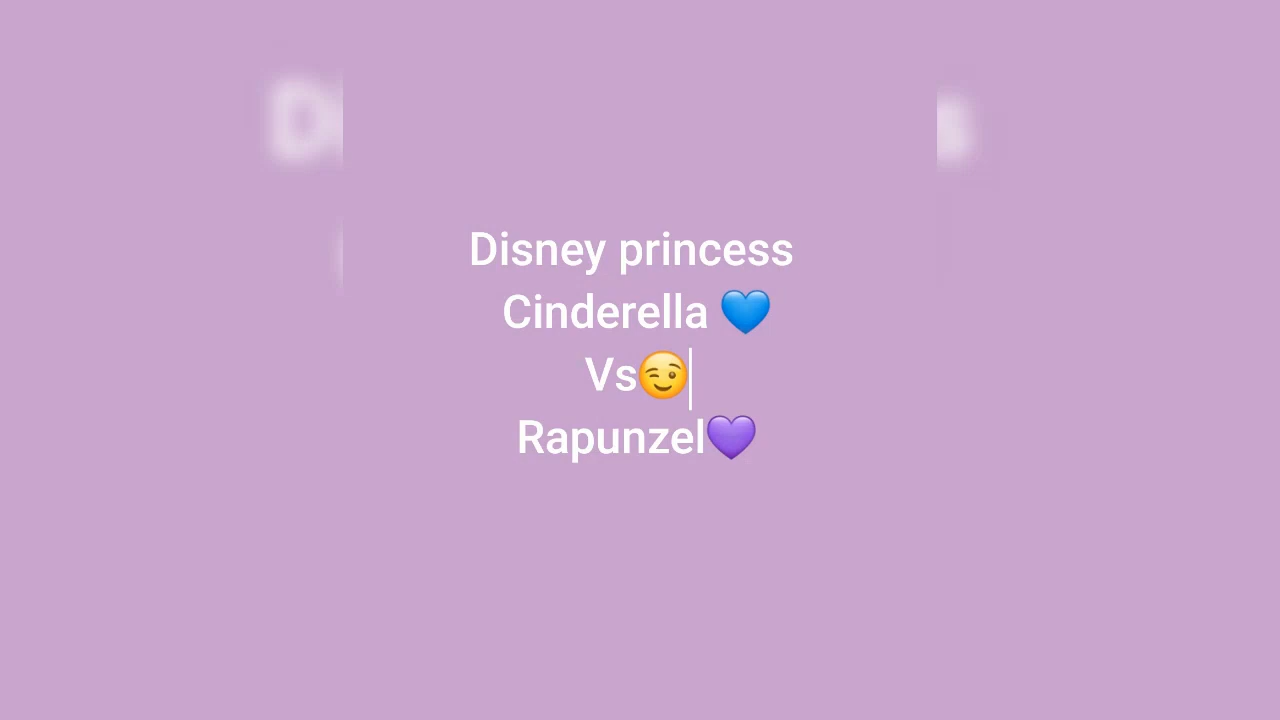 Disney princess
Cinderella 💙
Vs😉
Rapunzel💜